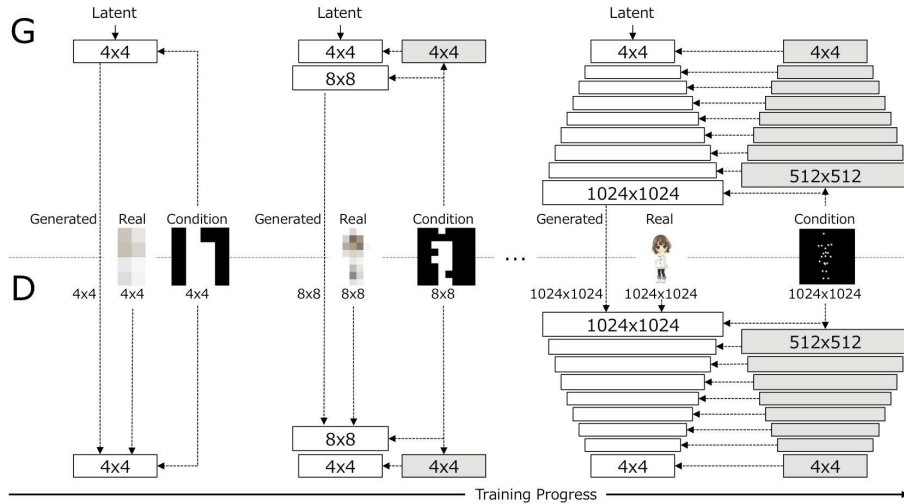 Latent
Latent
Latent
G
4x4
4x4
4x4
4x4
4x4
8x8
512x512
1024x1024
Generated
Real
Condition
Generated
Real
Condition
Generated
Real
Condition
...
D
4x4
4x4
4x4
8x8
8x8
8x8
1024x1024
1024x1024
1024x1024
1024x1024
512x512
8x8
4x4
4x4
4x4
4x4
4x4
Training Progress